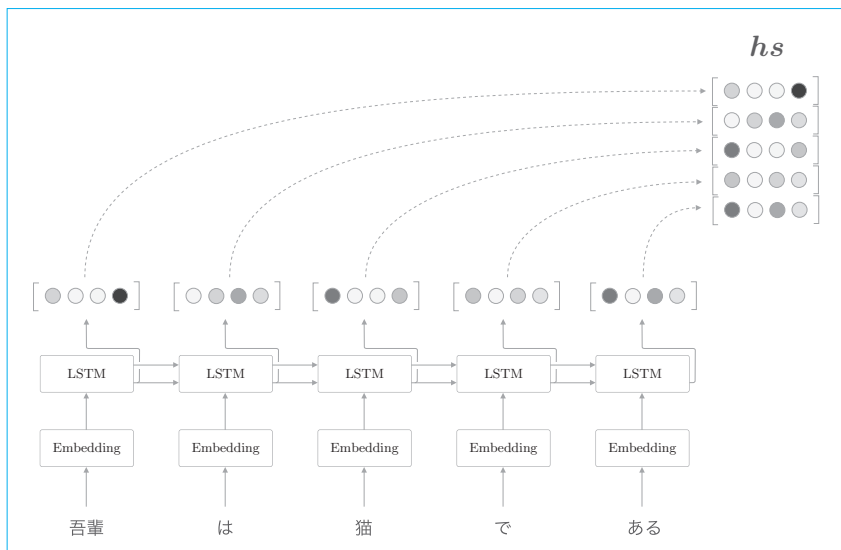 hs
LSTM LSTM LSTM LSTM LSTM
Embedding Embedding Embedding Embedding Embedding
吾輩 は 猫 で ある